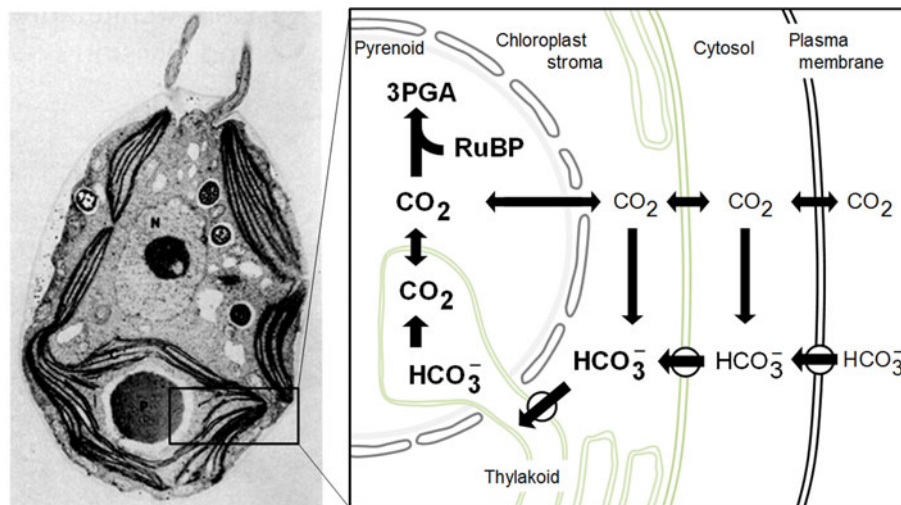 Pyrenoid
Chloroplast
stroma
Cytosol
Plasma
membrane
3PGA
RuBP
CO₂
CO₂
CO₂
CO₂
CO₂
HCO₃⁻
HCO₃⁻
HCO₃⁻
HCO₃⁻
Thylakoid
N
P